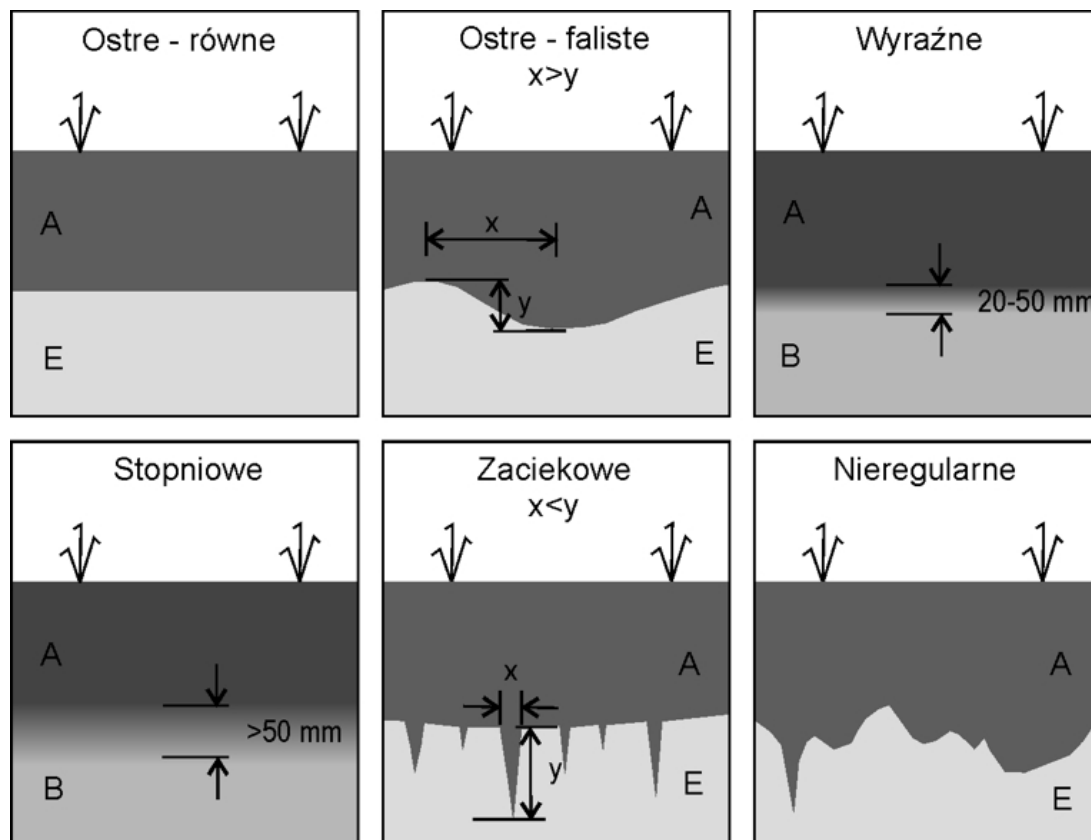 Ostre - równe
A
E
Ostre - faliste
x>y
A
x
y
E
Wyraźne
A
20-50 mm
B
Stopniowe
A
>50 mm
B
Zaciekowe
x<y
A
x
y
E
Nieregularne
A
E